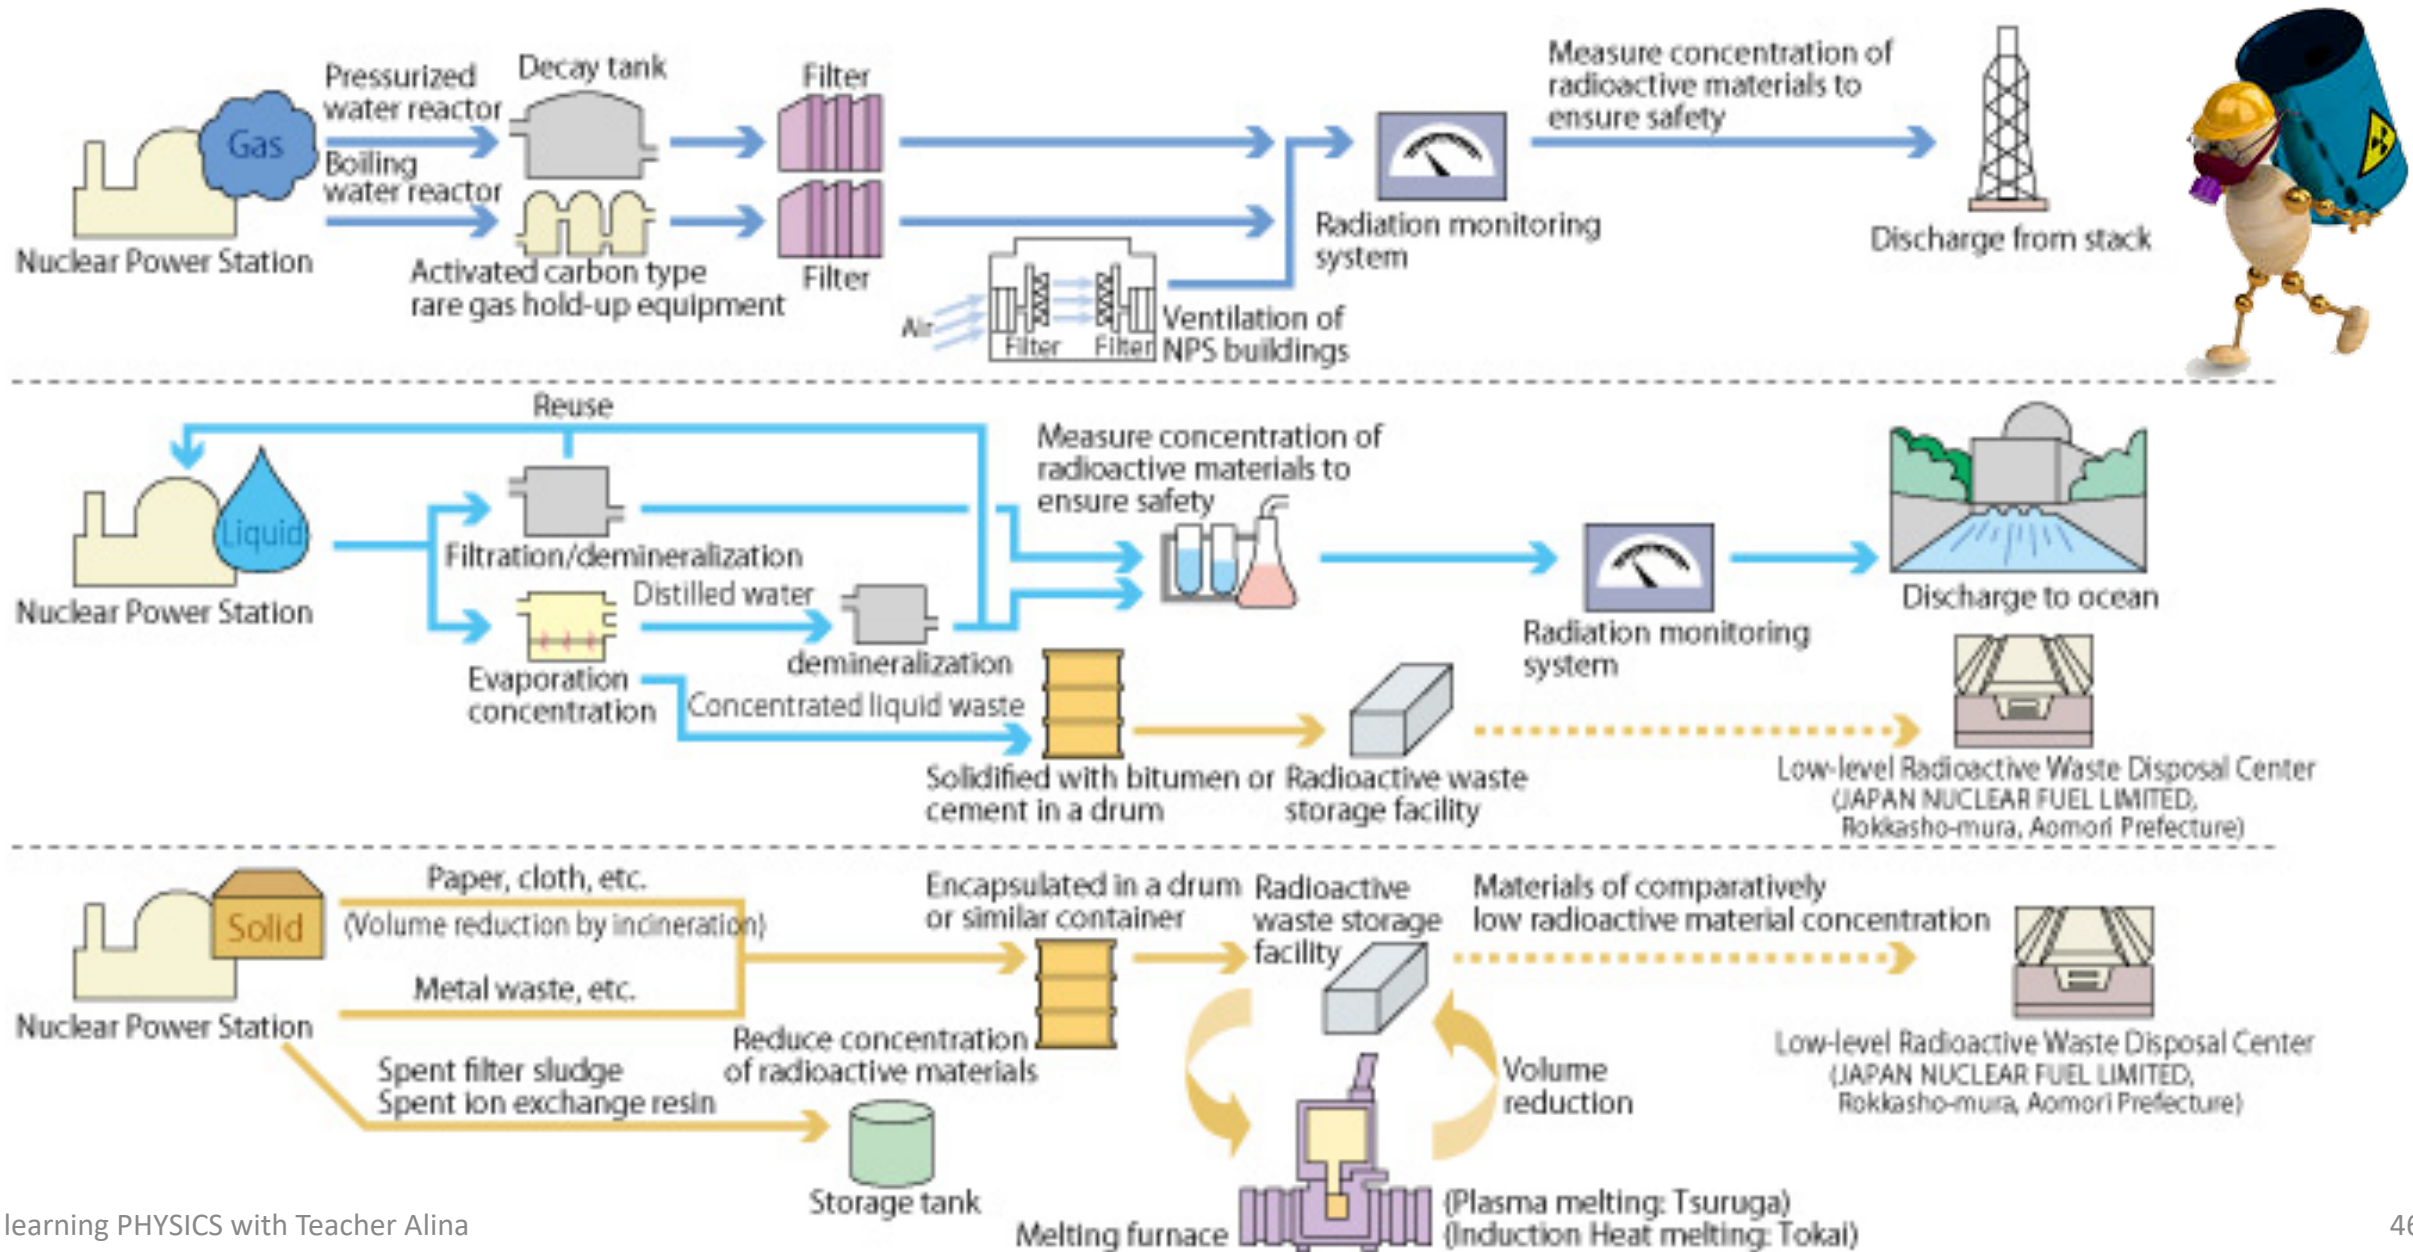 Pressurized
water reactor
Decay tank
Filter
Measure concentration of
radioactive materials to
ensure safety
Gas
Boiling
water reactor
Nuclear Power Station
Activated carbon type
rare gas hold-up equipment
Filter
Radiation monitoring
system
Discharge from stack
Air
Filter
Filter
Ventilation of
NPS buildings
Reuse
Measure concentration of
radioactive materials to
ensure safety
Liquid
Nuclear Power Station
Filtration/demineralization
Distilled water
demineralization
Evaporation
concentration
Concentrated liquid waste
Radiation monitoring
system
Discharge to ocean
Solidified with bitumen or
cement in a drum
Radioactive waste
storage facility
Low-level Radioactive Waste Disposal Center
(JAPAN NUCLEAR FUEL LIMITED,
Rokkasho-mura, Aomori Prefecture)
Solid
Nuclear Power Station
Paper, cloth, etc.
(Volume reduction by incineration)
Metal waste, etc.
Encapsulated in a drum
or similar container
Radioactive
waste storage
facility
Materials of comparatively
low radioactive material concentration
Reduce concentration
of radioactive materials
Spent filter sludge
Spent ion exchange resin
Storage tank
Volume
reduction
Low-level Radioactive Waste Disposal Center
(JAPAN NUCLEAR FUEL LIMITED,
Rokkasho-mura, Aomori Prefecture)
Melting furnace
(Plasma melting: Tsuruga)
(Induction Heat melting: Tokai)
learning PHYSICS with Teacher Alina
46